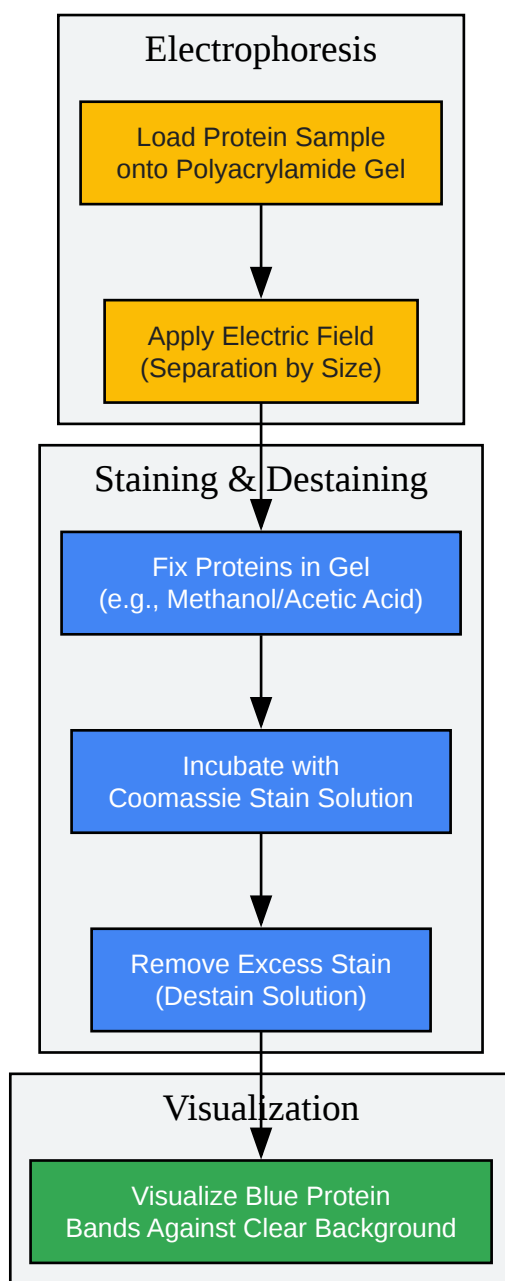 Electrophoresis
Load Protein Sample
onto Polyacrylamide Gel
Apply Electric Field
(Separation by Size)
Staining & Destaining
Fix Proteins in Gel
(e.g., Methanol/Acetic Acid)
Incubate with
Coomassie Stain Solution
Remove Excess Stain
(Destain Solution)
Visualization
Visualize Blue Protein
Bands Against Clear Background